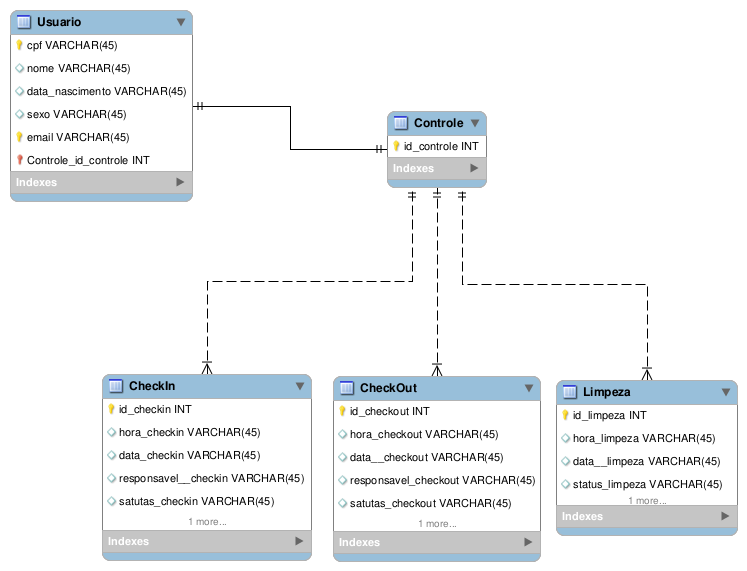 Usuario
cpf VARCHAR(45)
nome VARCHAR(45)
data_nascimento VARCHAR(45)
sexo VARCHAR(45)
email VARCHAR(45)
Controle_id_controle INT
Indexes
Controle
id_controle INT
Indexes
CheckIn
id_checkin INT
hora_checkin VARCHAR(45)
data_checkin VARCHAR(45)
responsavel__checkin VARCHAR(45)
satutas_checkin VARCHAR(45)
1 more...
Indexes
CheckOut
id_checkout INT
hora_checkout VARCHAR(45)
data__checkout VARCHAR(45)
responsavel_checkout VARCHAR(45)
satutas_checkout VARCHAR(45)
1 more...
Indexes
Limpeza
id_limpeza INT
hora_limpeza VARCHAR(45)
data__limpeza VARCHAR(45)
status_limpeza VARCHAR(45)
1 more...
Indexes